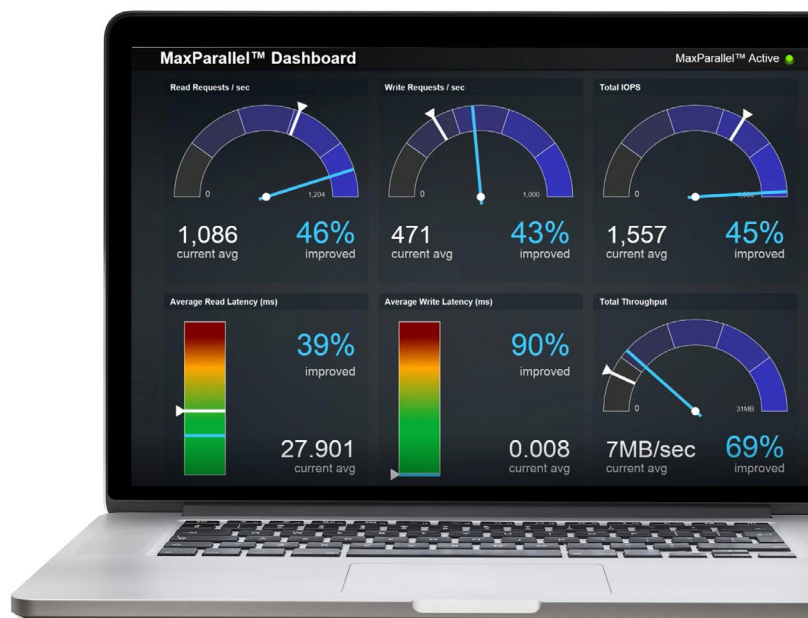 MaxParallel™ Dashboard
MaxParallel™ Active
Read Requests / sec
0
1,204
1,086
46%
current avg
improved
Write Requests / sec
0
1,000
471
43%
current avg
improved
Total IOPS
0
1,557
45%
current avg
improved
Average Read Latency (ms)
39%
improved
27.901
current avg
Average Write Latency (ms)
90%
improved
0.008
current avg
Total Throughput
0
31MB
7MB/sec
69%
current avg
improved